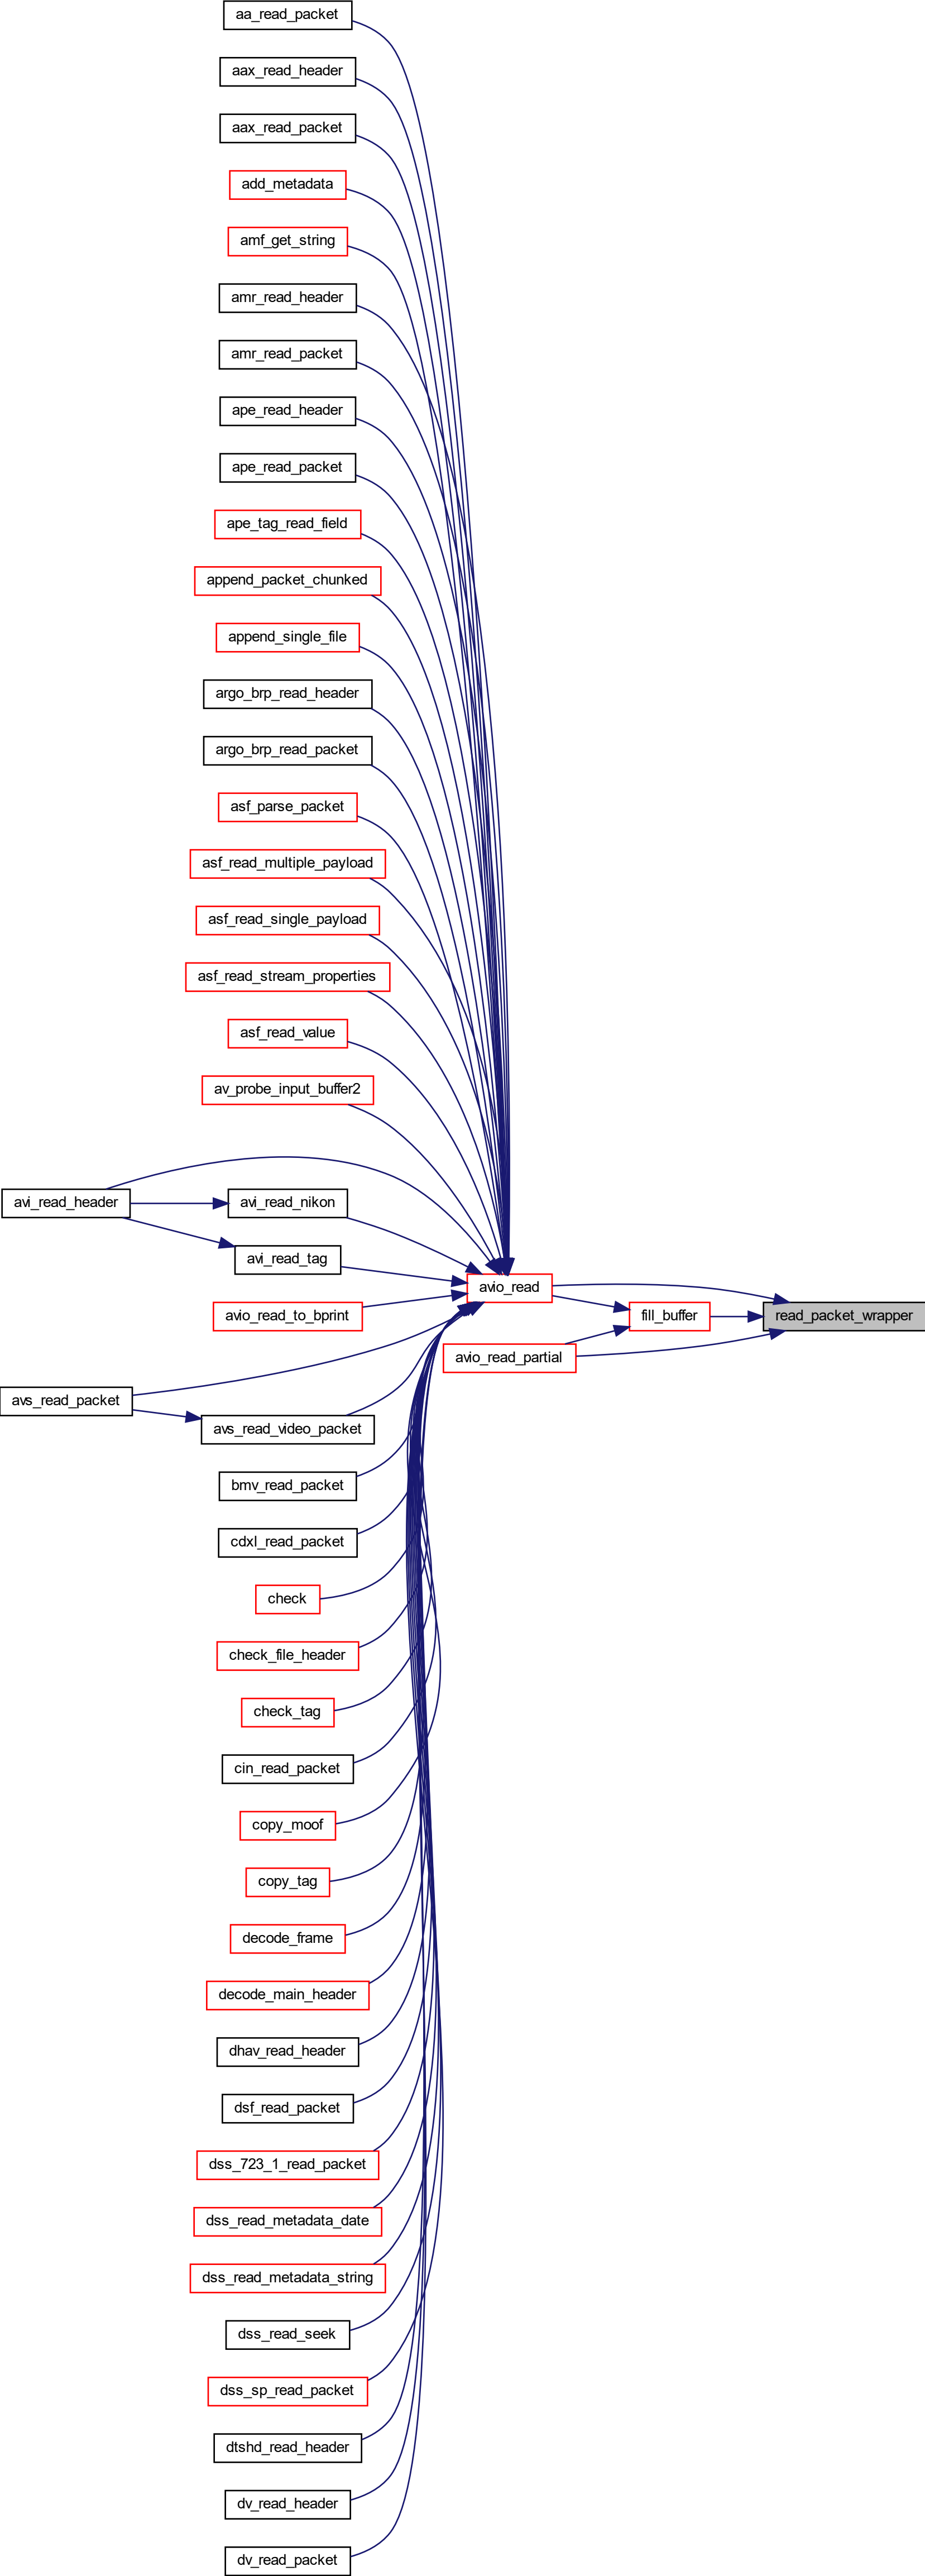 aa_read_packet
aax_read_header
aax_read_packet
add_metadata
amf_get_string
amr_read_header
amr_read_packet
ape_read_header
ape_read_packet
ape_tag_read_field
append_packet_chunked
append_single_file
argo_brp_read_header
argo_brp_read_packet
asf_parse_packet
asf_read_multiple_payload
asf_read_single_payload
asf_read_stream_properties
asf_read_value
av_probe_input_buffer2
avi_read_header
avi_read_nikon
avi_read_tag
avio_read
avio_read_to_bprint
fill_buffer
read_packet_wrapper
avio_read_partial
avs_read_packet
avs_read_video_packet
bmv_read_packet
cdxl_read_packet
check
check_file_header
check_tag
cin_read_packet
copy_moof
copy_tag
decode_frame
decode_main_header
dhav_read_header
dsf_read_packet
dss_723_1_read_packet
dss_read_metadata_date
dss_read_metadata_string
dss_read_seek
dss_sp_read_packet
dtshd_read_header
dv_read_header
dv_read_packet